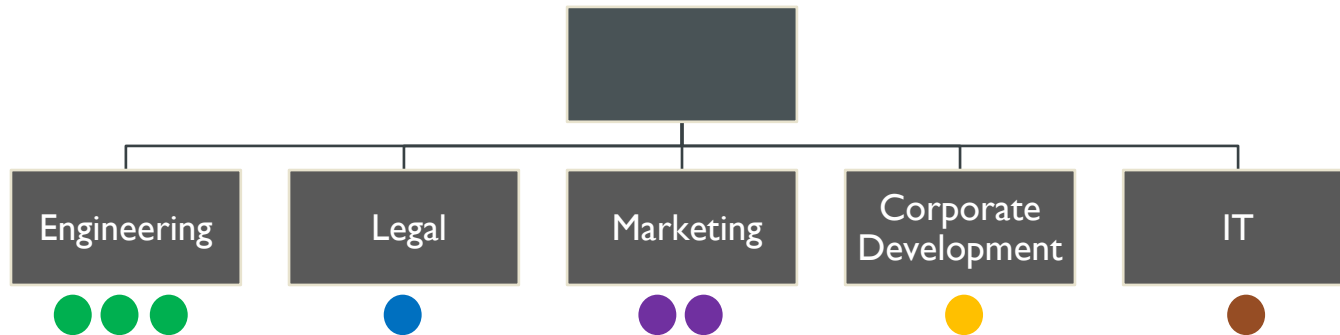 Engineering
Legal
Marketing
Corporate
Development
IT